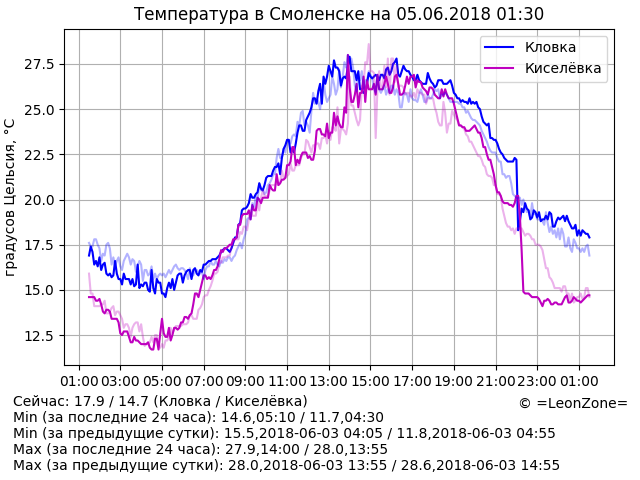 Температура в Смоленске на 05.06.2018 01:30
Кловка
Киселёвка
градусов Цельсия, °C
27.5
25.0
22.5
20.0
17.5
15.0
12.5
01:00 03:00 05:00 07:00 09:00 11:00 13:00 15:00 17:00 19:00 21:00 23:00 01:00
Сейчас: 17.9 / 14.7 (Кловка / Киселёвка)
© =LeonZone=
Min (за последние 24 часа): 14.6,05:10 / 11.7,04:30
Min (за предыдущие сутки): 15.5,2018-06-03 04:05 / 11.8,2018-06-03 04:55
Max (за последние 24 часа): 27.9,14:00 / 28.0,13:55
Max (за предыдущие сутки): 28.0,2018-06-03 13:55 / 28.6,2018-06-03 14:55